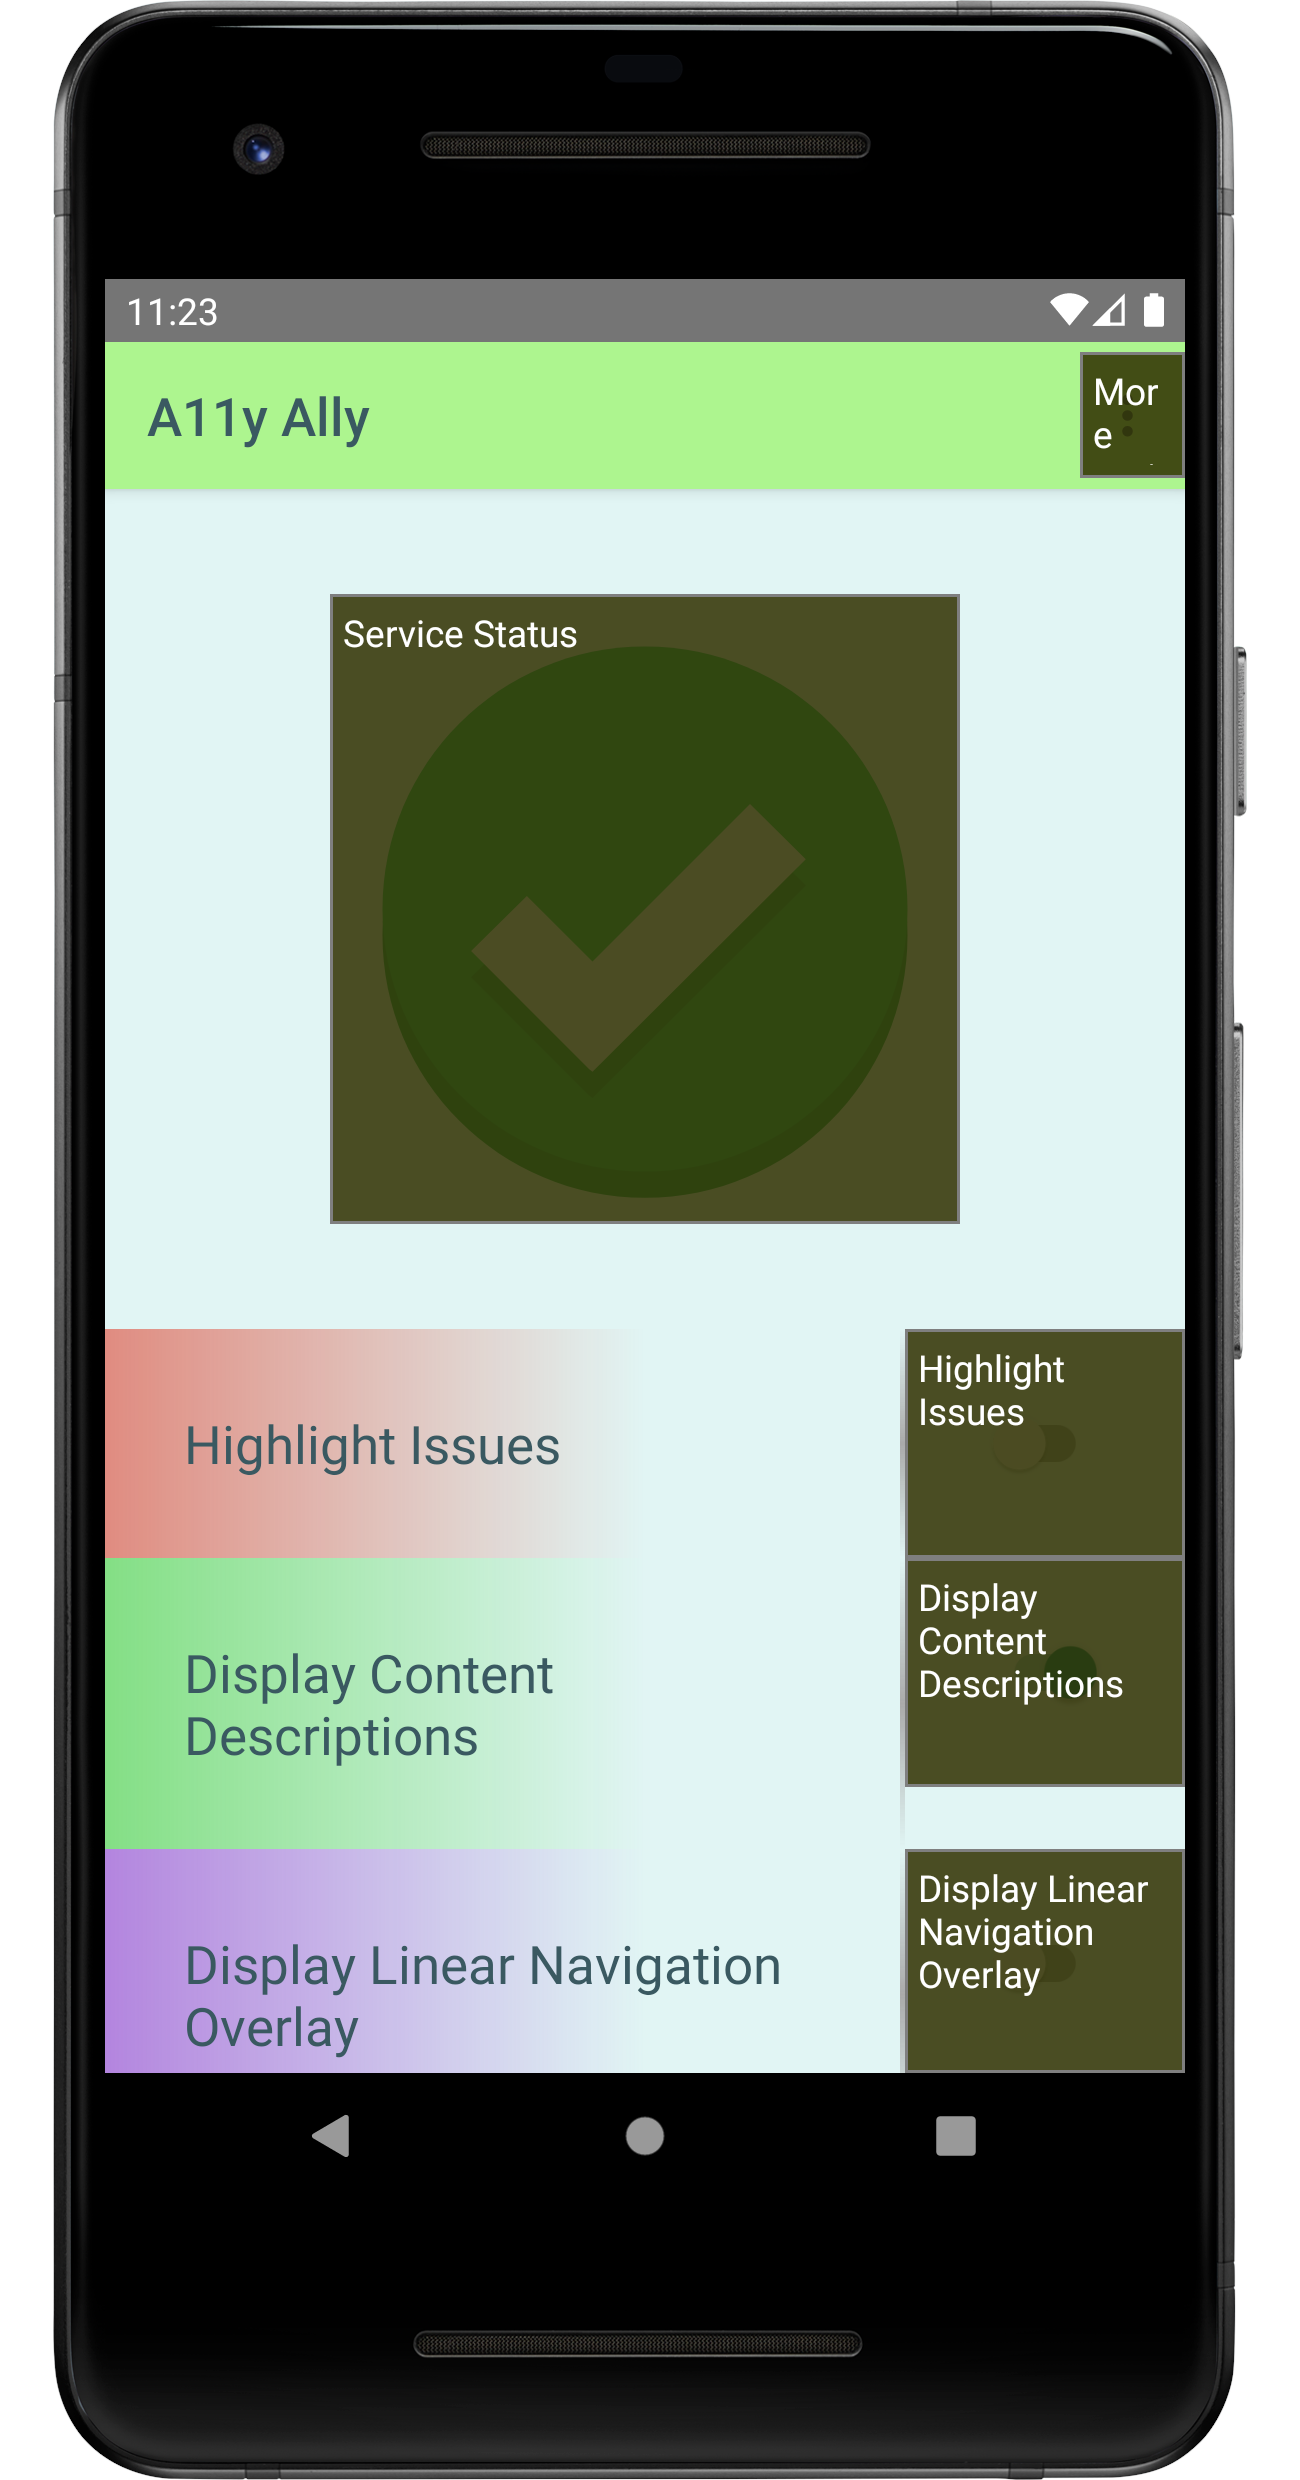 11:23
A11y Ally
Mor
e
Service Status
Highlight Issues
Highlight
Issues
Display Content
Descriptions
Display
Content
Descriptions
Display Linear Navigation
Overlay
Display Linear
Navigation
Overlay